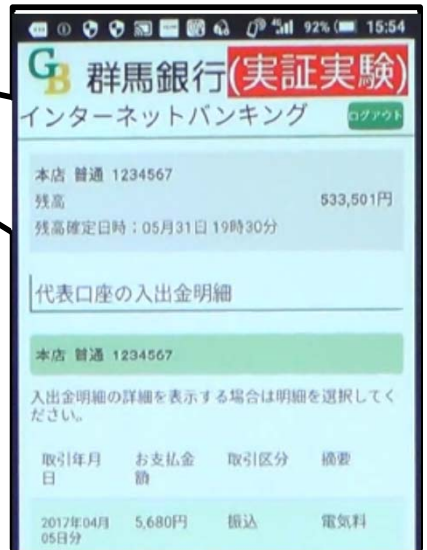 92% 15:54
GB 群馬銀行(実証実験)
インターネットバンキング ログアウト
本店 普通 1234567
残高 533,501円
残高確定日時:05月31日 19時30分
代表口座の入出金明細
本店 普通 1234567
入出金明細の詳細を表示する場合は明細を選択してく
ださい。
取引年月 お支払金 取引区分 摘要
日 額
2017年04月 5,680円 振込 電気料
05日分